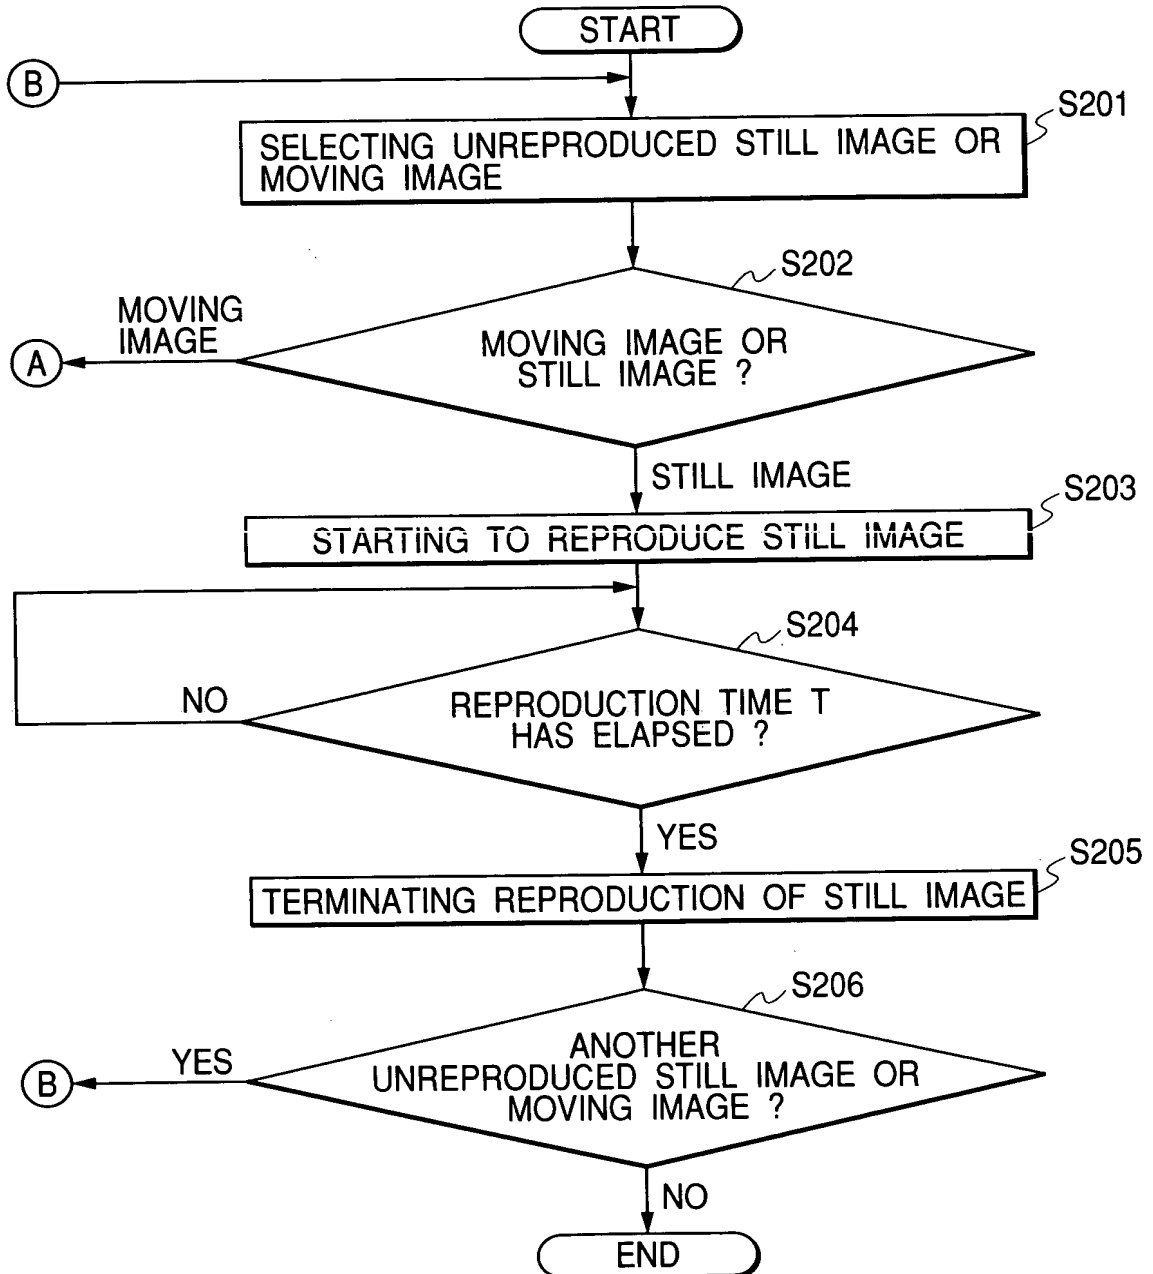 START
B
S201
SELECTING UNREPRODUCED STILL IMAGE OR
MOVING IMAGE
S202
MOVING
IMAGE
A
MOVING IMAGE OR
STILL IMAGE ?
STILL IMAGE
S203
STARTING TO REPRODUCE STILL IMAGE
S204
NO
REPRODUCTION TIME T
HAS ELAPSED ?
YES
S205
TERMINATING REPRODUCTION OF STILL IMAGE
S206
B
YES
ANOTHER
UNREPRODUCED STILL IMAGE OR
MOVING IMAGE ?
NO
END